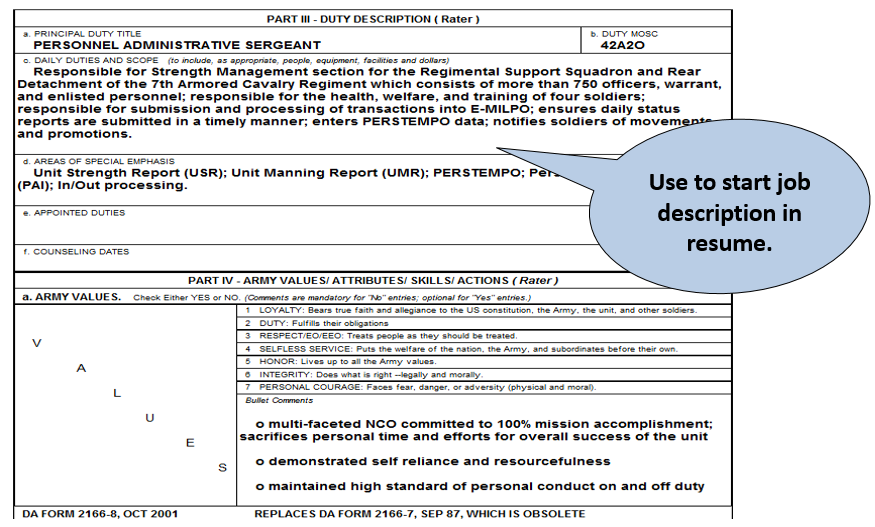 PART III - DUTY DESCRIPTION ( Rater )
a. PRINCIPAL DUTY TITLE
b. DUTY MOSC
PERSONNEL ADMINISTRATIVE SERGEANT
42A2O
c. DAILY DUTIES AND SCOPE (to include, as appropriate, people, equipment, facilities and dollars)
Responsible for Strength Management section for the Regimental Support Squadron and Rear
Detachment of the 7th Armored Cavalry Regiment which consists of more than 750 officers, warrant,
and enlisted personnel; responsible for the health, welfare, and training of four soldiers;
responsible for submission and processing of transactions into E-MILPO; ensures daily status
reports are submitted in a timely manner; enters PERSTEMPO data; notifies soldiers of movements
and promotions.
d. AREAS OF SPECIAL EMPHASIS
Unit Strength Report (USR); Unit Manning Report (UMR); PERSTEMPO;
(PAI); In/Out processing.
e. APPOINTED DUTIES
f. COUNSELING DATES
Use to start job
description in
resume.
PART IV - ARMY VALUES/ ATTRIBUTES/ SKILLS/ ACTIONS ( Rater )
a. ARMY VALUES. Check Either YES or NO. (Comments are mandatory for "No" entries; optional for "Yes" entries.)
V
A
L
U
E
S
1 LOYALTY: Bears true faith and allegiance to the US constitution, the Army, the unit, and other soldiers.
2 DUTY: Fulfills their obligations
3 RESPECT/EO/EEO: Treats people as they should be treated.
4 SELFLESS SERVICE: Puts the welfare of the nation, the Army, and subordinates before their own.
5 HONOR: Lives up to all the Army values.
6 INTEGRITY: Does what is right --legally and morally.
7 PERSONAL COURAGE: Faces fear, danger, or adversity (physical and moral).
Bullet Comments
o multi-faceted NCO committed to 100% mission accomplishment;
sacrifices personal time and efforts for overall success of the unit
o demonstrated self reliance and resourcefulness
o maintained high standard of personal conduct on and off duty
DA FORM 2166-8, OCT 2001
REPLACES DA FORM 2166-7, SEP 87, WHICH IS OBSOLETE